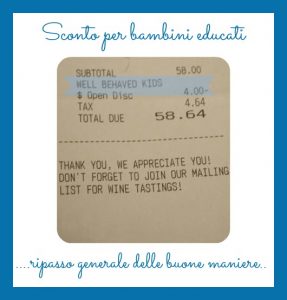 Sconto per bambini educati
SUBTOTAL 58.00
WELL BEHAVED KIDS
$ Open Disc 4.00-
TAX 4.64
TOTAL DUE 58.64
THANK YOU, WE APPRECIATE YOU!
DON'T FORGET TO JOIN OUR MAILING
LIST FOR WINE TASTINGS!
....ripasso generale delle buone maniere..